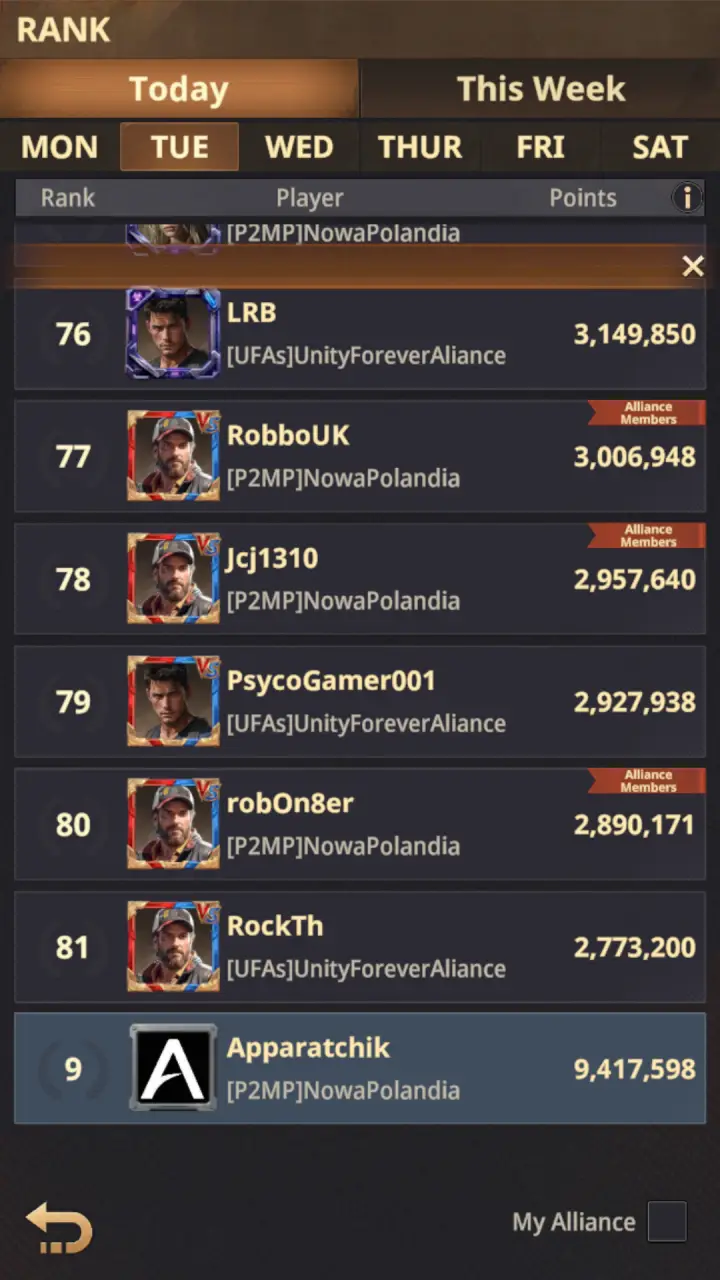 RANK
Today
This Week
MON
TUE
WED
THUR
FRI
SAT
Rank
Player
Points
i
[P2MP]NowaPolandia
76
LRB
[UFAs]UnityForeverAliance
3,149,850
77
RobboUK
[P2MP]NowaPolandia
Alliance
Members
3,006,948
78
Jcj1310
[P2MP]NowaPolandia
Alliance
Members
2,957,640
79
PsycoGamer001
[UFAs]UnityForeverAliance
2,927,938
80
robOn8er
[P2MP]NowaPolandia
Alliance
Members
2,890,171
81
RockTh
[UFAs]UnityForeverAliance
2,773,200
9
Apparatchik
[P2MP]NowaPolandia
9,417,598
My Alliance